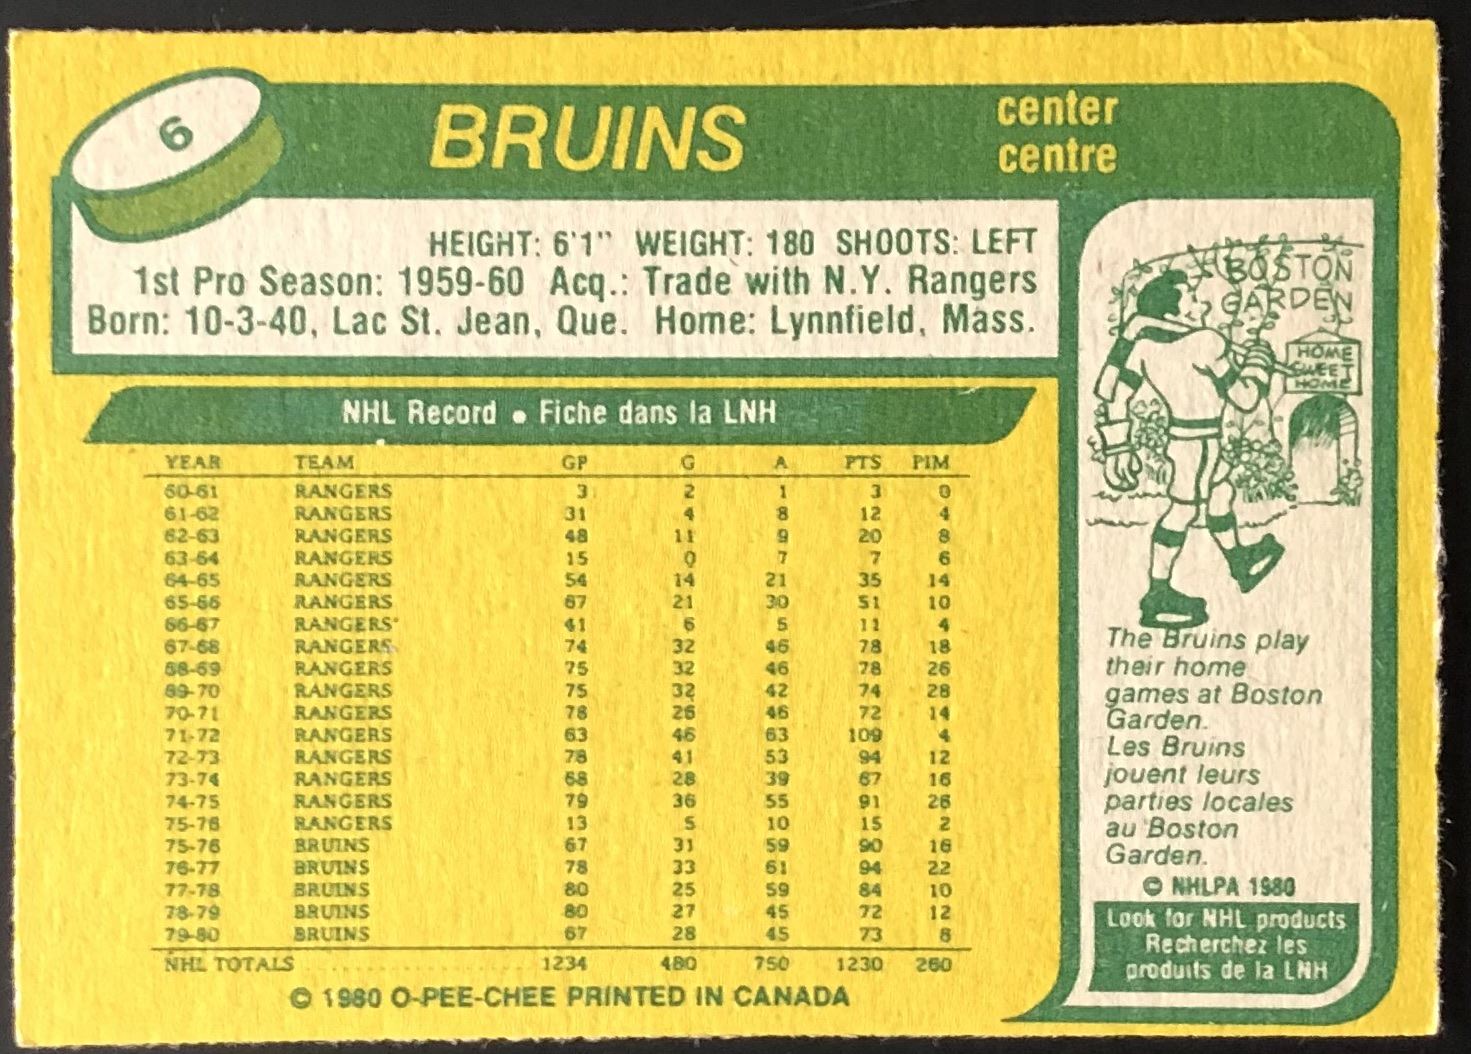 6
BRUINS
center
centre
HEIGHT: 6'1" WEIGHT: 180 SHOOTS: LEFT
1st Pro Season: 1959-60 Acq.: Trade with N.Y. Rangers
Born: 10-3-40, Lac St. Jean, Que. Home: Lynnfield, Mass.
NHL Record • Fiche dans la LNH
YEAR TEAM GP G A PTS PIM
60-61 RANGERS 3 2 1 3 0
61-62 RANGERS 31 4 8 12 4
62-63 RANGERS 48 11 9 20 8
63-64 RANGERS 15 0 7 7 6
64-65 RANGERS 54 14 21 35 14
65-66 RANGERS 67 21 30 51 10
66-67 RANGERS 41 6 5 11 4
67-68 RANGERS 74 32 46 78 18
68-69 RANGERS 75 32 46 78 26
69-70 RANGERS 75 32 42 74 28
70-71 RANGERS 78 26 46 72 14
71-72 RANGERS 63 46 63 109 4
72-73 RANGERS 78 41 53 94 12
73-74 RANGERS 68 28 39 67 16
74-75 RANGERS 79 36 55 91 26
75-76 RANGERS 13 5 10 15 2
75-76 BRUINS 67 31 59 90 16
76-77 BRUINS 78 33 61 94 22
77-78 BRUINS 80 25 59 84 10
78-79 BRUINS 80 27 45 72 12
79-80 BRUINS 67 28 45 73 8
NHL TOTALS 1234 480 750 1230 260
© 1980 O-PEE-CHEE PRINTED IN CANADA
BOSTON
GARDEN
HOME
SWEET
HOME
The Bruins play
their home
games at Boston
Garden.
Les Bruins
jouent leurs
parties locales
au Boston
Garden.
© NHLPA 1980
Look for NHL products
Recherchez les
produits de la LNH